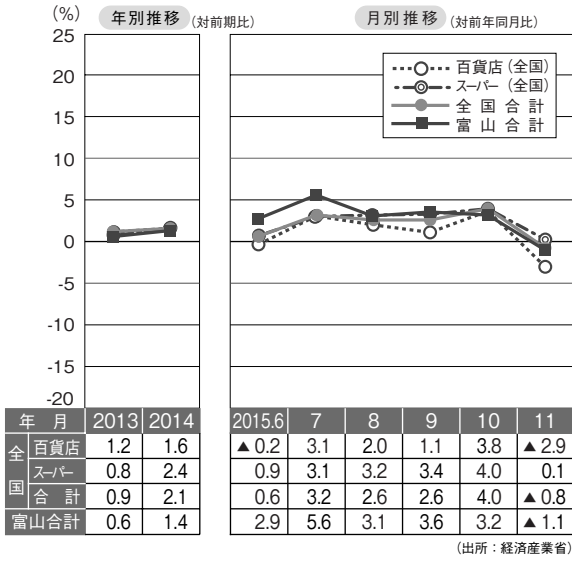 (%) 年別推移 (対前期比) 月別推移 (対前年同月比)
25
20
15
10
5
0
-5
-10
-15
-20
百貨店 (全国)
スーパー (全国)
全国合計
富山合計
年 月 2013 2014 2015.6 7 8 9 10 11
全国 百貨店 1.2 1.6 ▲0.2 3.1 2.0 1.1 3.8 ▲2.9
スーパー 0.8 2.4 0.9 3.1 3.2 3.4 4.0 0.1
合計 0.9 2.1 0.6 3.2 2.6 2.6 4.0 ▲0.8
富山合計 0.6 1.4 2.9 5.6 3.1 3.6 3.2 ▲1.1
(出所：経済産業省)